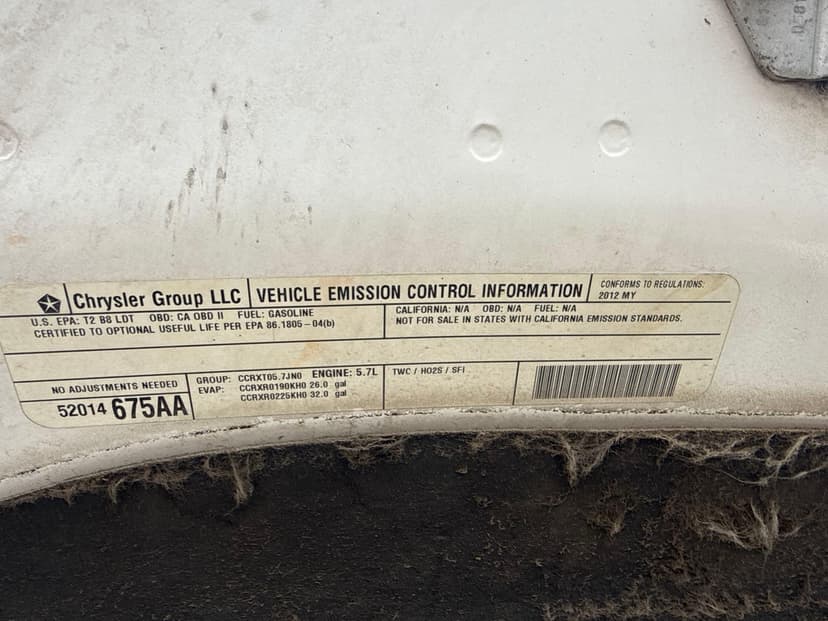 Chrysler Group LLC
VEHICLE EMISSION CONTROL INFORMATION
CONFORMS TO REGULATIONS:
2012 MY
U.S. EPA: T2 B8 LDT OBD: CA OBD II FUEL: GASOLINE
CERTIFIED TO OPTIONAL USEFUL LIFE PER EPA 86.1805-04(b)
CALIFORNIA: N/A OBD: N/A FUEL: N/A
NOT FOR SALE IN STATES WITH CALIFORNIA EMISSION STANDARDS.
NO ADJUSTMENTS NEEDED
52014 675AA
GROUP: CCRXT05.7JN0 ENGINE: 5.7L
EVAP: CCRXR0190KH0 26.0 gal
CCRXR0225KH0 32.0 gal
TWC / HO2S / SFI